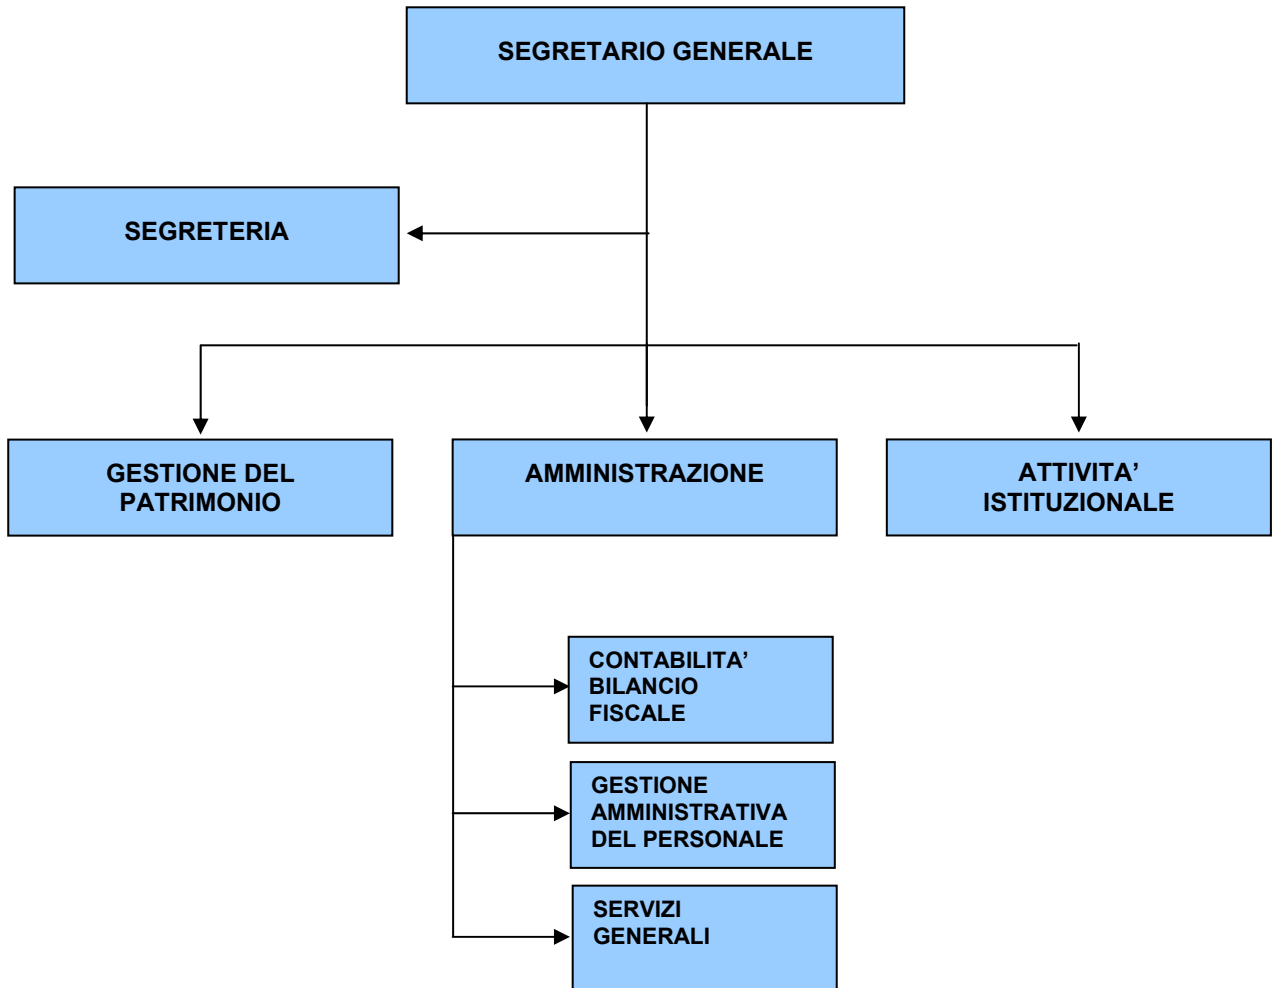 SEGRETARIO GENERALE
SEGRETERIA
GESTIONE DEL
PATRIMONIO
AMMINISTRAZIONE
ATTIVITA’
ISTITUZIONALE
CONTABILITA’
BILANCIO
FISCALE
GESTIONE
AMMINISTRATIVA
DEL PERSONALE
SERVIZI
GENERALI